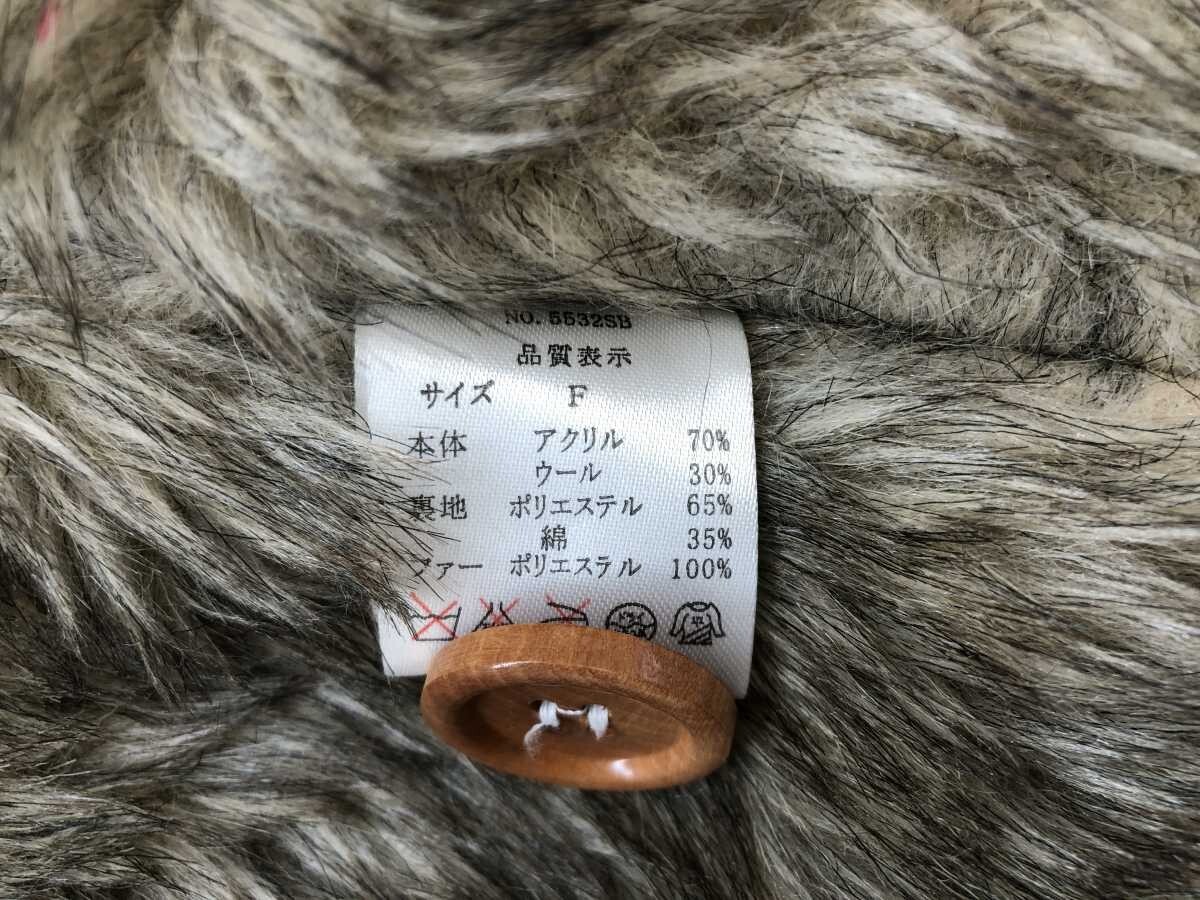 NO. 5532SB
品質表示
サイズ F
本体 アクリル 70%
ウール 30%
裏地 ポリエステル 65%
綿 35%
ファー ポリエステル 100%